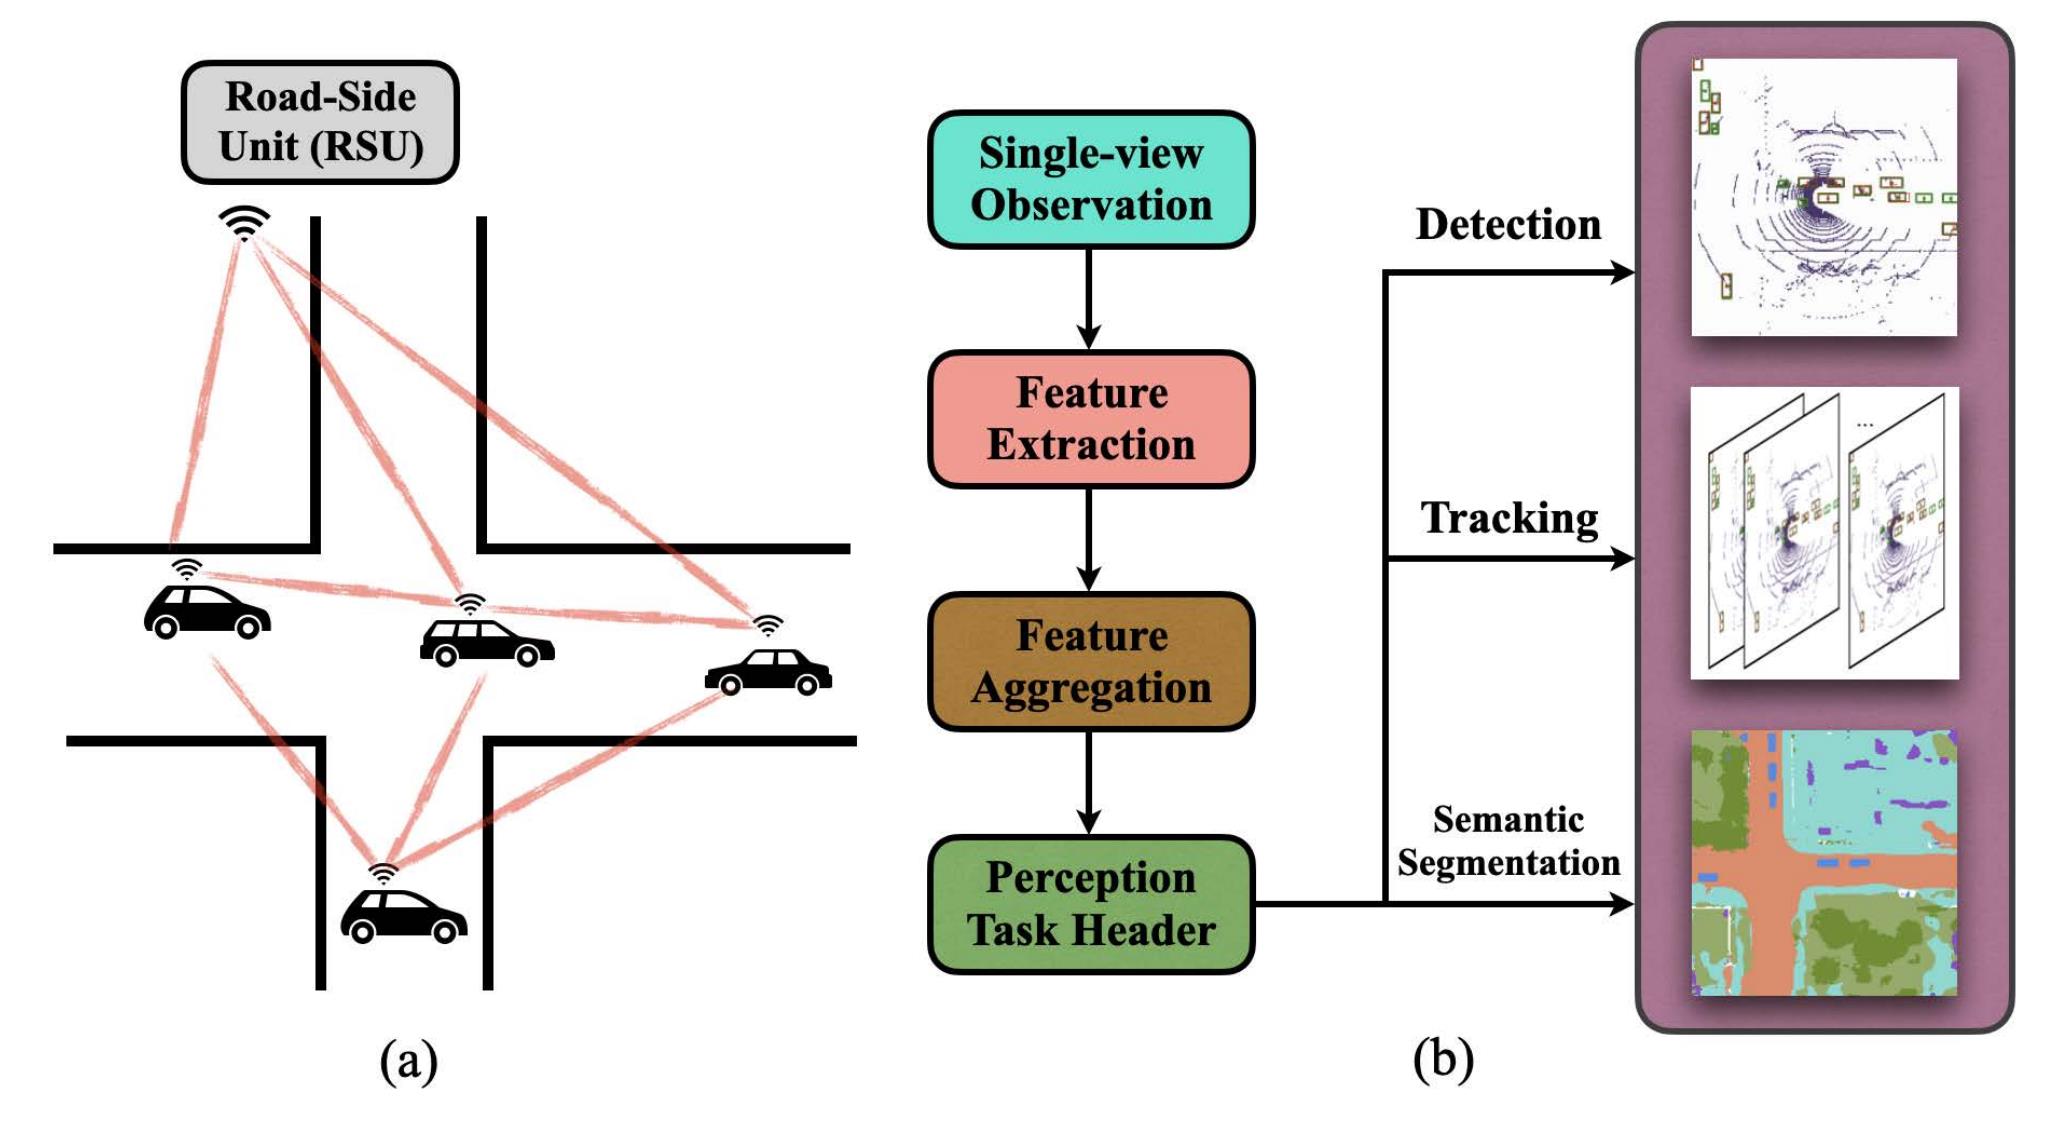 Road-Side
Unit (RSU)
(a)
Single-view
Observation
Feature
Extraction
Feature
Aggregation
Perception
Task Header
Detection
Tracking
Semantic
Segmentation
...
(b)